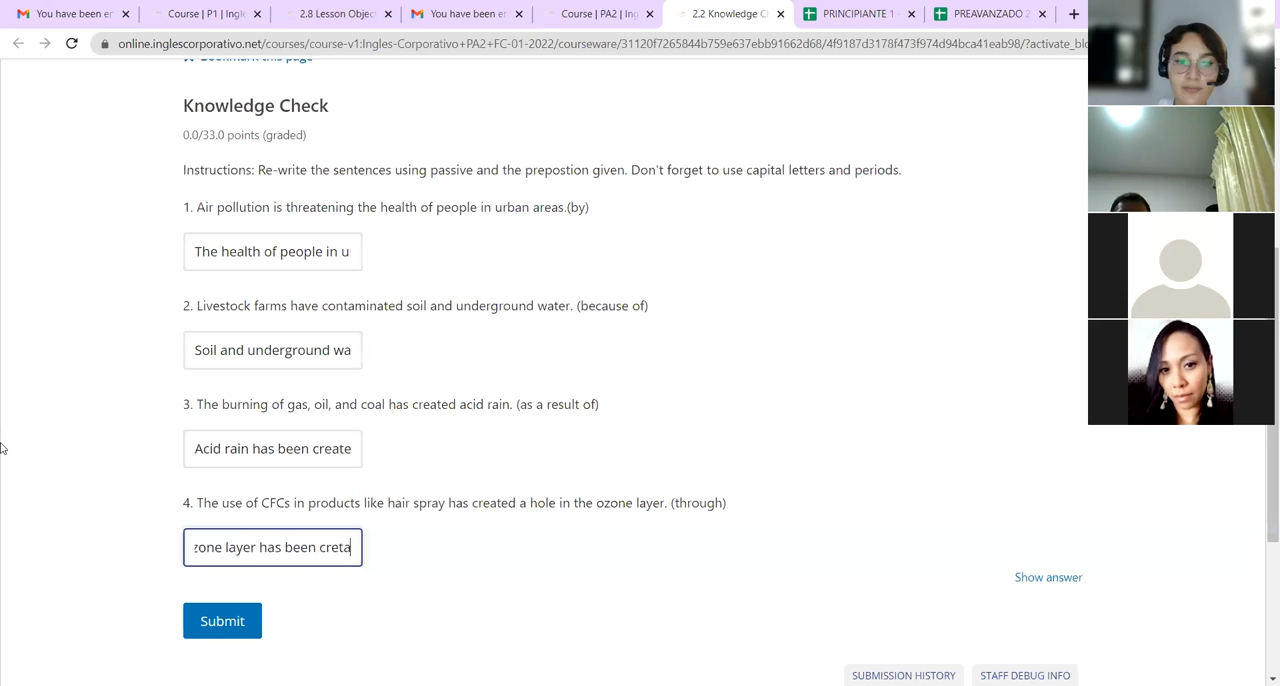 You have been er
Course | P1 | Ingle
2.8 Lesson Object
You have been er
Course | PA2 | Ing
2.2 Knowledge Ch
PRINCIPIANTE 1
PREAVANZADO 2
online.inglescorporativo.net/courses/course-v1:Ingles-Corporativo+PA2+FC-01-2022/courseware/31120f7265844b759e637ebb91662d68/4f9187d3178f473f974d94bca41eab98/?activate_blo
Bookmark this page
Knowledge Check
0.0/33.0 points (graded)
Instructions: Re-write the sentences using passive and the prepostion given. Don't forget to use capital letters and periods.
1. Air pollution is threatening the health of people in urban areas.(by)
The health of people in u
2. Livestock farms have contaminated soil and underground water. (because of)
Soil and underground wa
3. The burning of gas, oil, and coal has created acid rain. (as a result of)
Acid rain has been create
4. The use of CFCs in products like hair spray has created a hole in the ozone layer. (through)
zone layer has been creta
Show answer
Submit
SUBMISSION HISTORY
STAFF DEBUG INFO